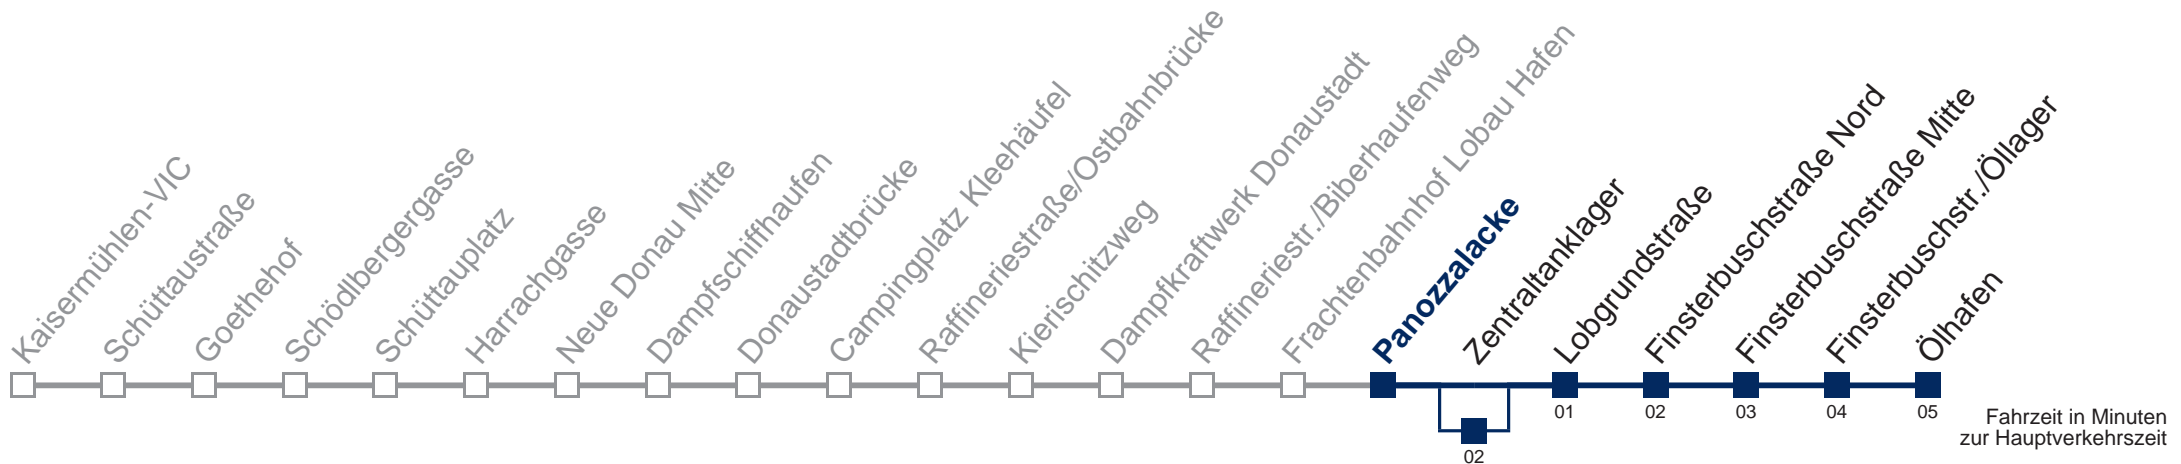 Kaisermühlen-VIC
Schüttaustraße
Goethehof
Schödlbergergasse
Schüttauplatz
Harrachgasse
Neue Donau Mitte
Dampfschiffhaufen
Donaustadtbrücke
Campingplatz Kleehäufel
Raffineriestraße/Ostbahnbrücke
Kierischitzweg
Dampfkraftwerk Donaustadt
Raffineriestr./Biberhaufenweg
Frachtenbahnhof Lobau Hafen
Panozzalacke
Zentraltanklager
Lobgrundstraße
Finsterbuschstraße Nord
Finsterbuschstraße Mitte
Finsterbuschstr./Öllager
Ölhafen
01
02
03
04
05
02
Fahrzeit in Minuten
zur Hauptverkehrszeit